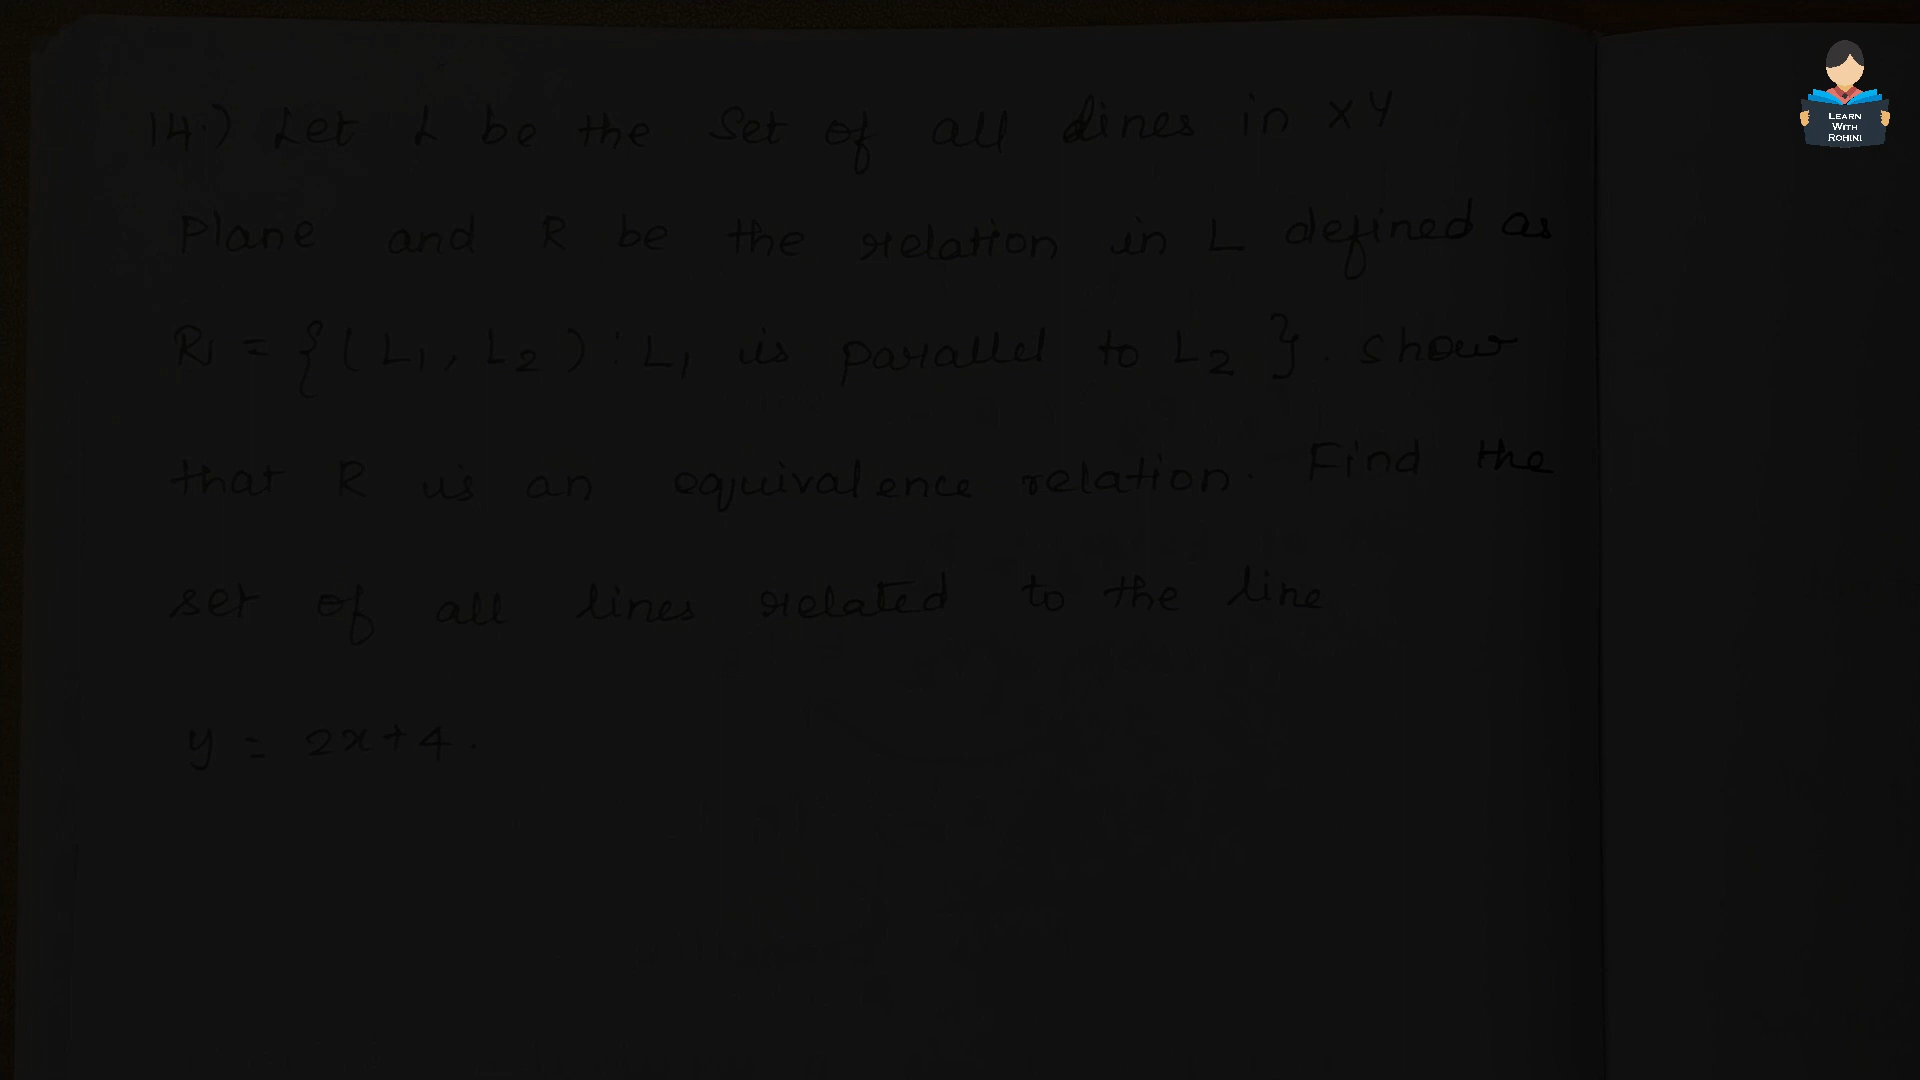 14.) Let L be the set of all lines in XY
Plane and R be the relation in L defined as
R = {(L1, L2) : L1 is parallel to L2}. show
that R is an equivalence relation. Find the
set of all lines related to the line
y = 2x+4.
LEARN
WITH
ROHINI